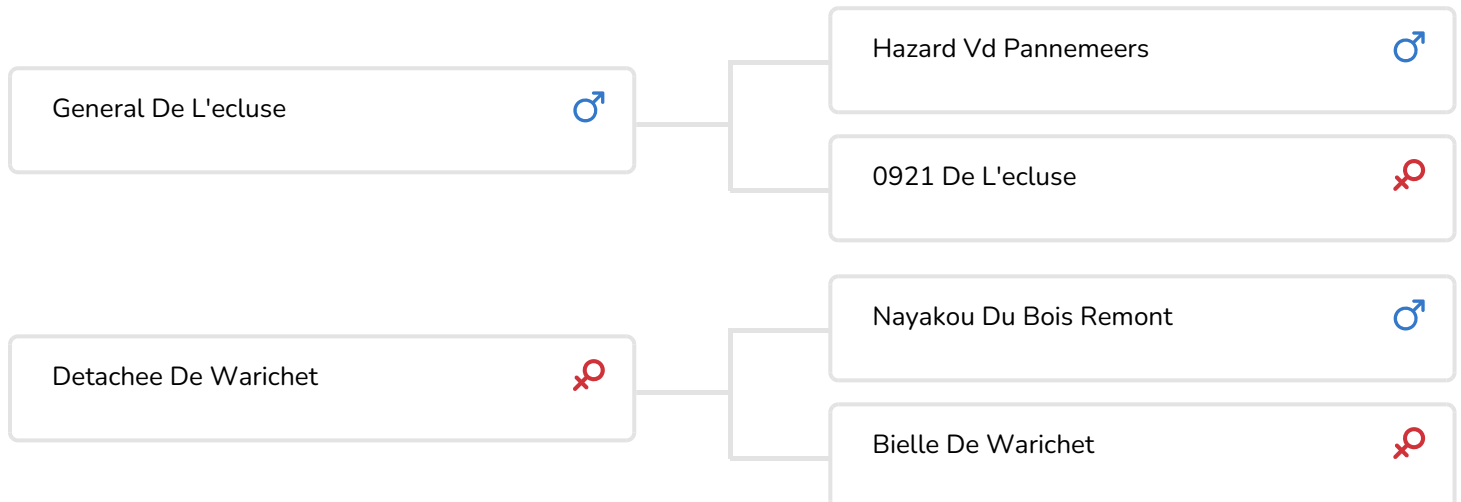 Hazard Vd Pannemeers
General De L'ecluse
0921 De L'ecluse
Nayakou Du Bois Remont
Detachee De Warichet
Bielle De Warichet